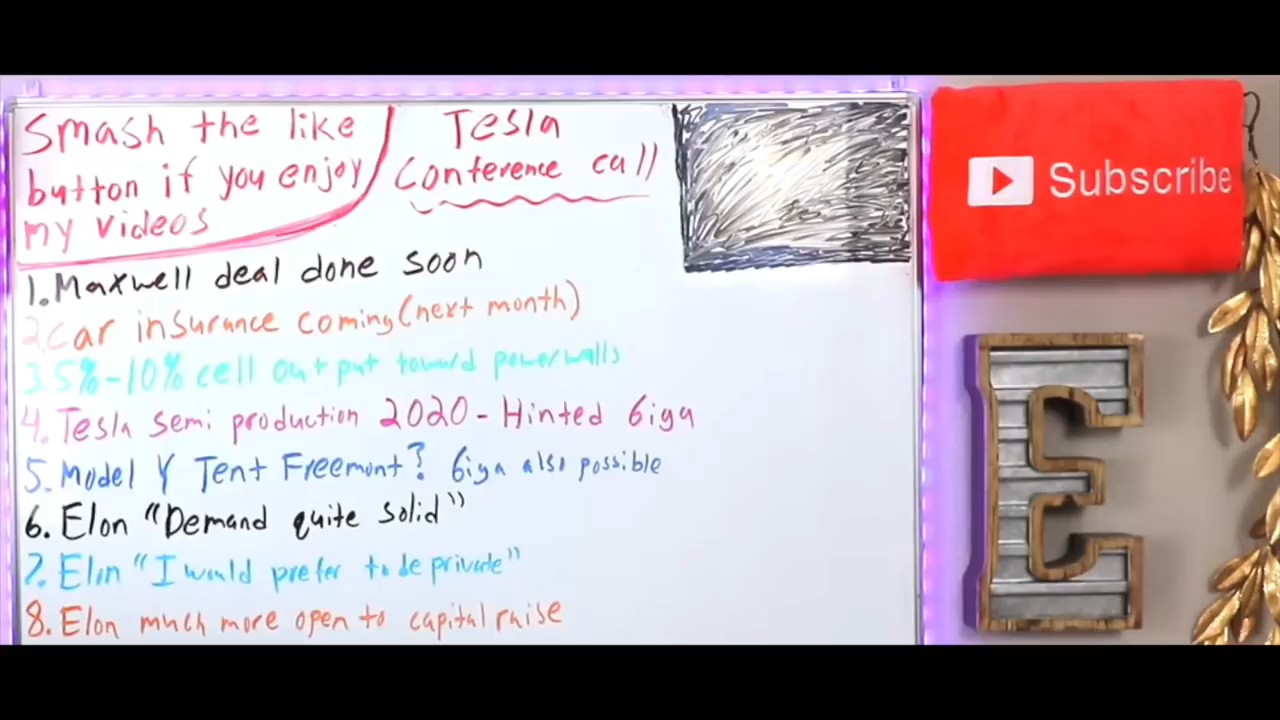 Smash the like
button if you enjoy
my videos
Tesla
Conference call
1. Maxwell deal done soon
2. Car insurance coming (next month)
3. 5%-10% cell output toward powerwalls
4. Tesla semi production 2020 - Hinted Giga
5. Model Y Tent Freemont? Giga also possible
6. Elon "Demand quite solid"
7. Elon "I would prefer to be private"
8. Elon much more open to capital raise
Subscribe
E